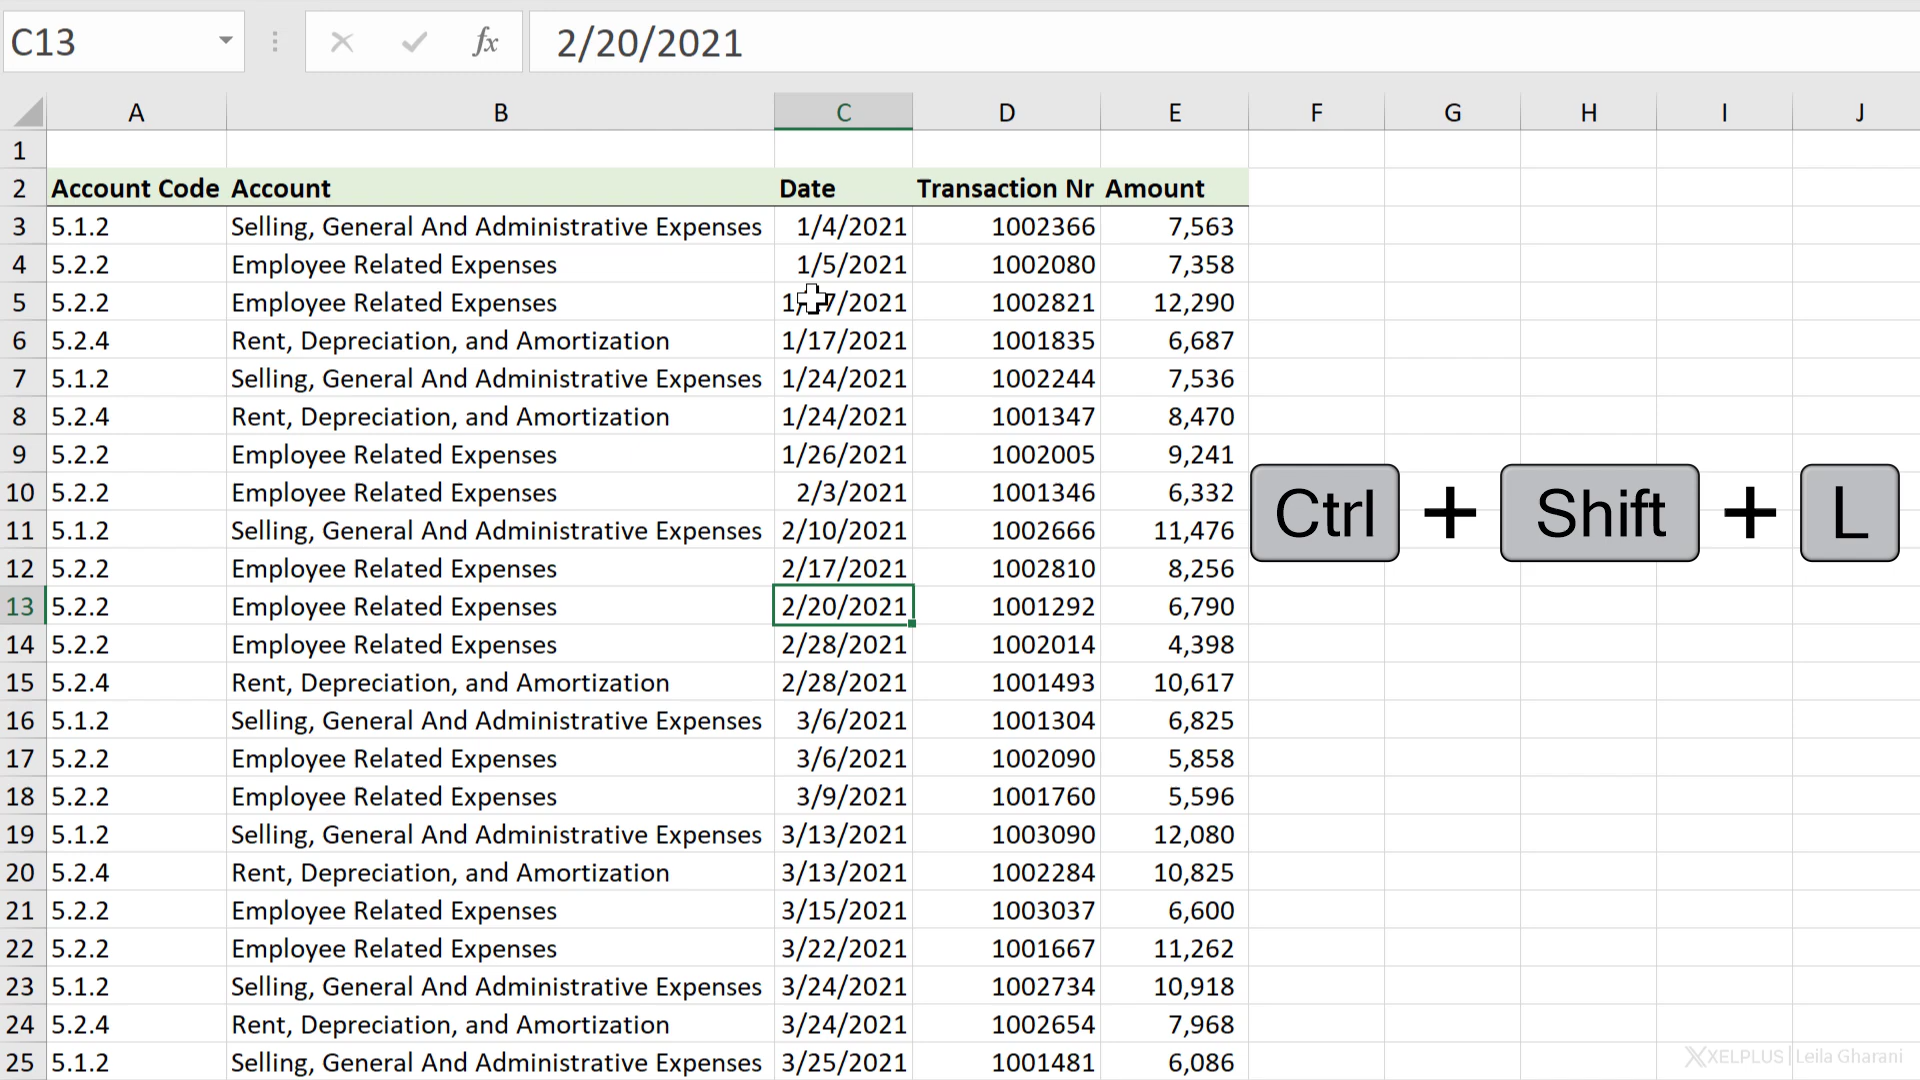 C13 fx 2/20/2021
A B C D E F G H I J
1
2 Account Code Account Date Transaction Nr Amount
3 5.1.2 Selling, General And Administrative Expenses 1/4/2021 1002366 7,563
4 5.2.2 Employee Related Expenses 1/5/2021 1002080 7,358
5 5.2.2 Employee Related Expenses 1002821 12,290
6 5.2.4 Rent, Depreciation, and Amortization 1/17/2021 1001835 6,687
7 5.1.2 Selling, General And Administrative Expenses 1/24/2021 1002244 7,536
8 5.2.4 Rent, Depreciation, and Amortization 1/24/2021 1001347 8,470
9 5.2.2 Employee Related Expenses 1/26/2021 1002005 9,241
10 5.2.2 Employee Related Expenses 2/3/2021 1001346 6,332
Ctrl + Shift + L
11 5.1.2 Selling, General And Administrative Expenses 2/10/2021 1002666 11,476
12 5.2.2 Employee Related Expenses 2/17/2021 1002810 8,256
13 5.2.2 Employee Related Expenses 2/20/2021 1001292 6,790
14 5.2.2 Employee Related Expenses 2/28/2021 1002014 4,398
15 5.2.4 Rent, Depreciation, and Amortization 2/28/2021 1001493 10,617
16 5.1.2 Selling, General And Administrative Expenses 3/6/2021 1001304 6,825
17 5.2.2 Employee Related Expenses 3/6/2021 1002090 5,858
18 5.2.2 Employee Related Expenses 3/9/2021 1001760 5,596
19 5.1.2 Selling, General And Administrative Expenses 3/13/2021 1003090 12,080
20 5.2.4 Rent, Depreciation, and Amortization 3/13/2021 1002284 10,825
21 5.2.2 Employee Related Expenses 3/15/2021 1003037 6,600
22 5.2.2 Employee Related Expenses 3/22/2021 1001667 11,262
23 5.1.2 Selling, General And Administrative Expenses 3/24/2021 1002734 10,918
24 5.2.4 Rent, Depreciation, and Amortization 3/24/2021 1002654 7,968
25 5.1.2 Selling, General And Administrative Expenses 3/25/2021 1001481 6,086
XELPLUS | Leila Gharani